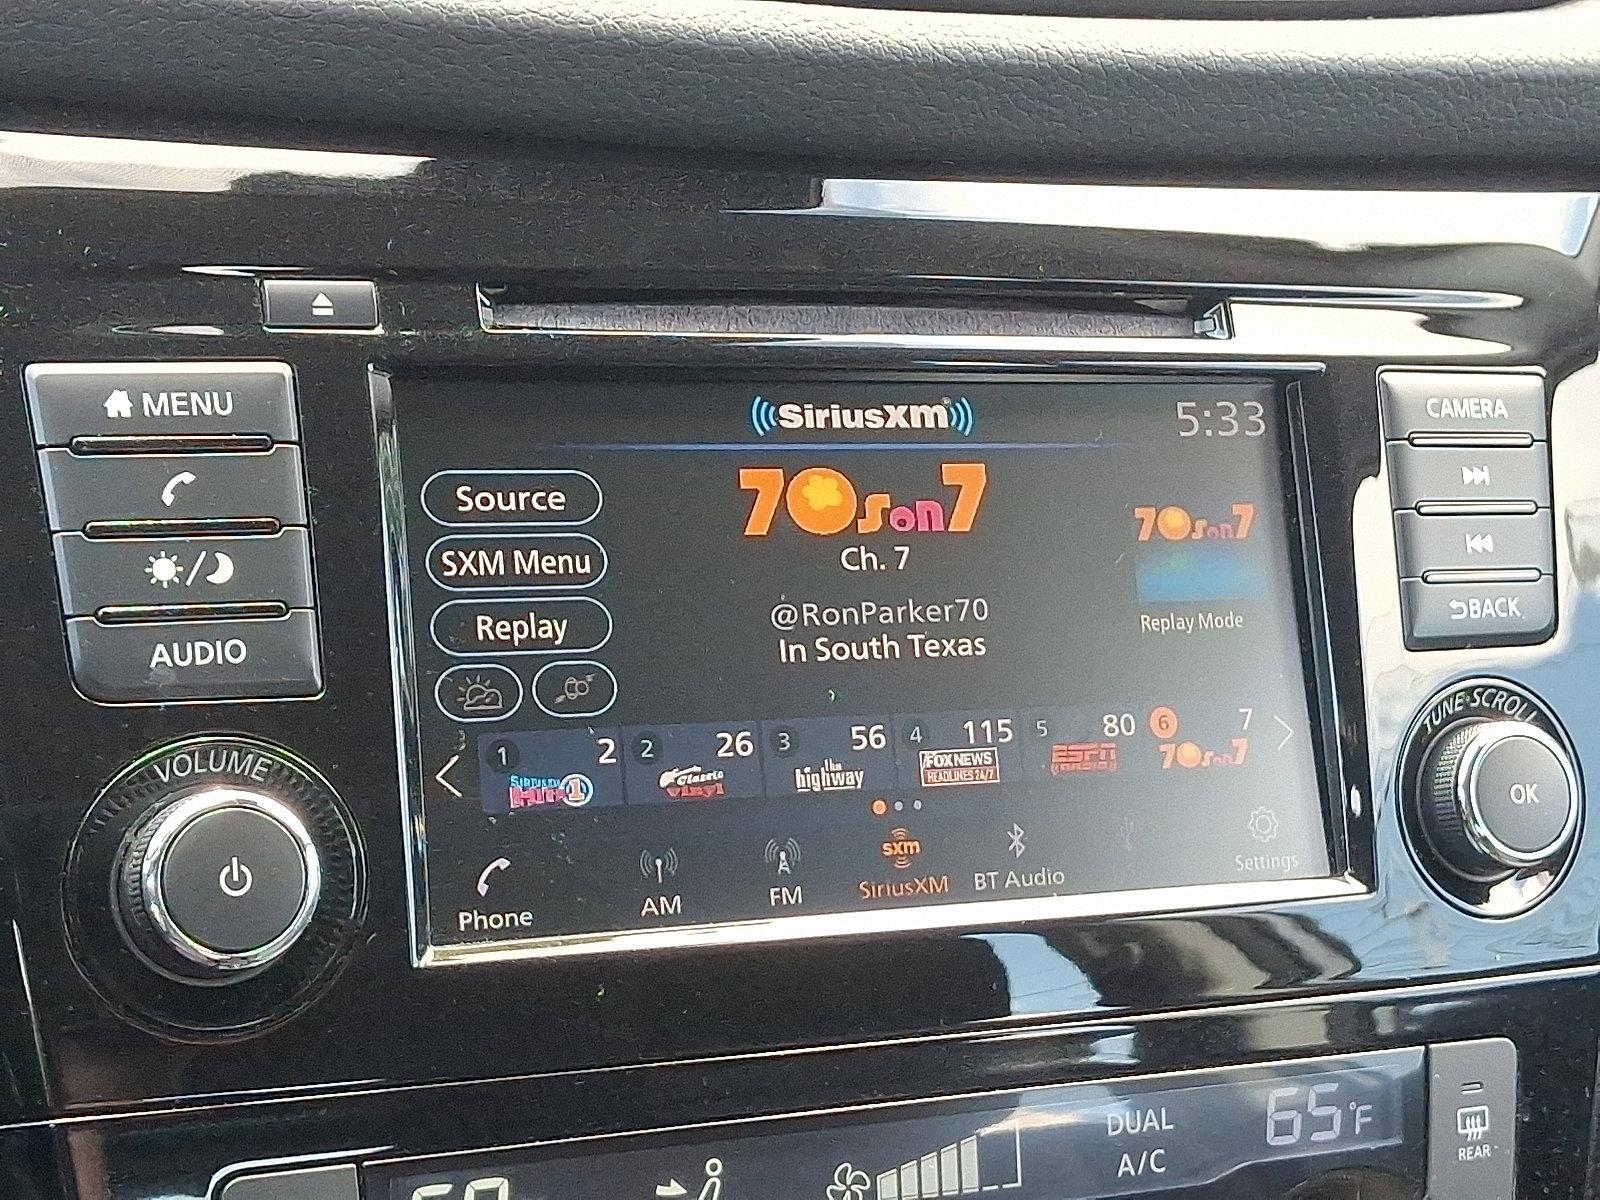 MENU
AUDIO
VOLUME
SiriusXM
5:33
Source
SXM Menu
Replay
70s on 7
Ch. 7
@RonParker70
In South Texas
70s on 7
Replay Mode
1 2
2 26
3 56
4 115
5 80
6 7
Hits 1
Classic Vinyl
the highway
FOX NEWS
HEADLINES 24/7
ESPN
RADIO
70s on 7
Phone
AM
FM
sxm
SiriusXM
BT Audio
Settings
CAMERA
BACK
TUNE·SCROLL
OK
DUAL
A/C
65°F
REAR